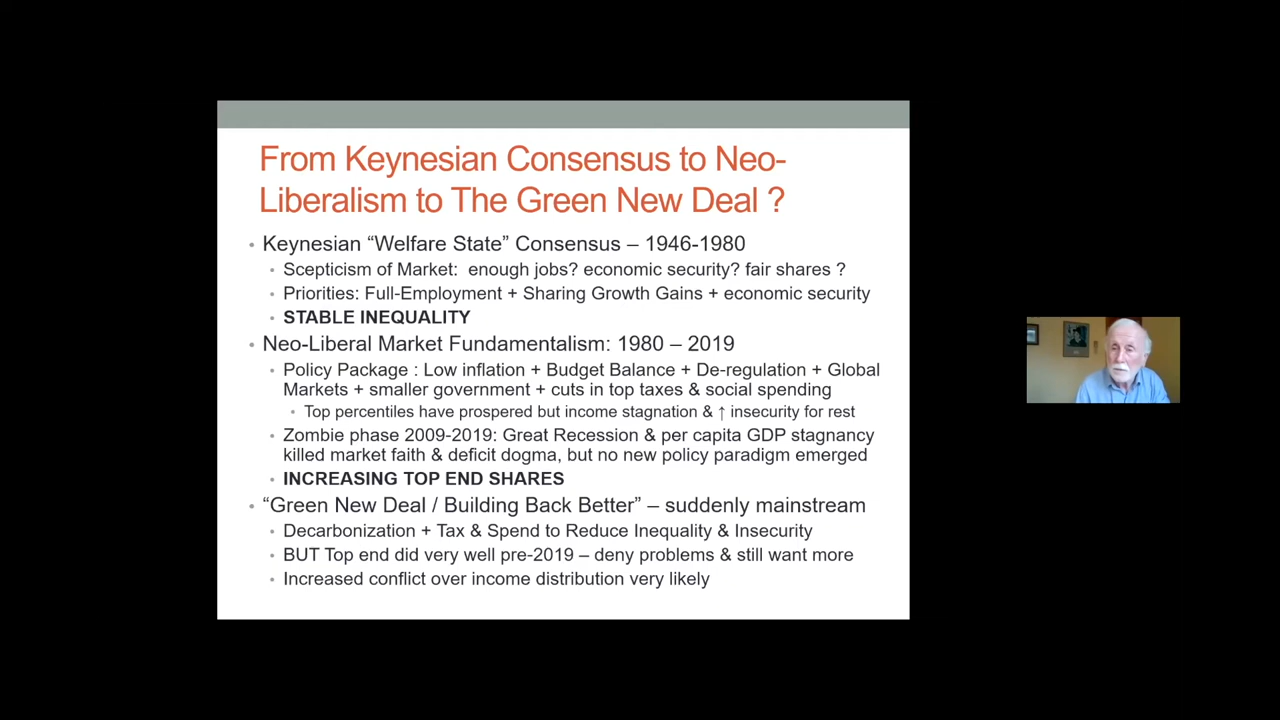 From Keynesian Consensus to Neo-
Liberalism to The Green New Deal ?
• Keynesian “Welfare State” Consensus – 1946-1980
• Scepticism of Market:  enough jobs? economic security? fair shares ?
• Priorities: Full-Employment + Sharing Growth Gains + economic security
• STABLE INEQUALITY
• Neo-Liberal Market Fundamentalism: 1980 – 2019
• Policy Package : Low inflation + Budget Balance + De-regulation + Global
Markets + smaller government + cuts in top taxes & social spending
• Top percentiles have prospered but income stagnation & ↑ insecurity for rest
• Zombie phase 2009-2019: Great Recession & per capita GDP stagnancy
killed market faith & deficit dogma, but no new policy paradigm emerged
• INCREASING TOP END SHARES
• “Green New Deal / Building Back Better” – suddenly mainstream
• Decarbonization + Tax & Spend to Reduce Inequality & Insecurity
• BUT Top end did very well pre-2019 – deny problems & still want more
• Increased conflict over income distribution very likely